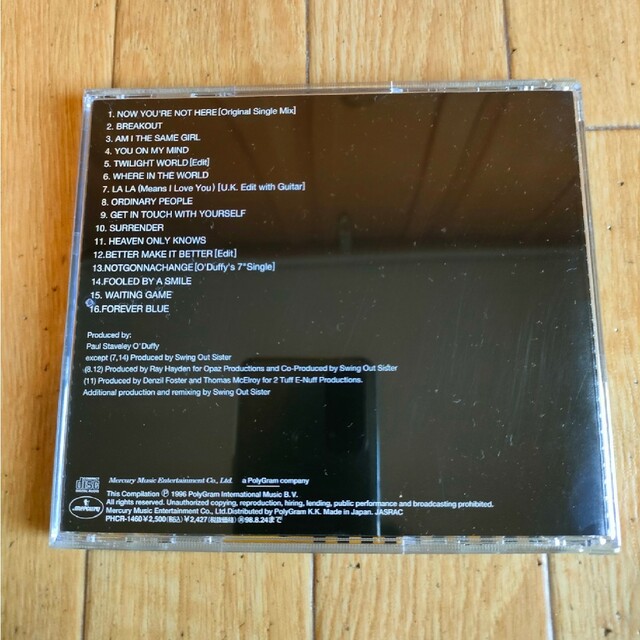 1. NOW YOU'RE NOT HERE[Original Single Mix]
2. BREAKOUT
3. AM I THE SAME GIRL
4. YOU ON MY MIND
5. TWILIGHT WORLD[Edit]
6. WHERE IN THE WORLD
7. LA LA (Means I Love You) [U.K. Edit with Guitar]
8. ORDINARY PEOPLE
9. GET IN TOUCH WITH YOURSELF
10. SURRENDER
11. HEAVEN ONLY KNOWS
12.BETTER MAKE IT BETTER[Edit]
13.NOTGONNACHANGE[O'Duffy's 7"Single]
14.FOOLED BY A SMILE
15. WAITING GAME
16.FOREVER BLUE
Produced by:
Paul Staveley O'Duffy
except (7,14) Produced by Swing Out Sister
(8.12) Produced by Ray Hayden for Opaz Productions and Co-Produced by Swing Out Sister
(11) Produced by Denzil Foster and Thomas McElroy for 2 Tuff E-Nuff Productions.
Additional production and remixing by Swing Out Sister
disc
Mercury Music Entertainment Co., Ltd. a PolyGram company
This Compilation Ⓟ 1996 PolyGram International Music B.V.
All rights reserved. Unauthorized copying, reproduction, hiring, lending, public performance and broadcasting prohibited.
Mercury Music Entertainment Co., Ltd.Distributed by PolyGram K.K. Made in Japan. JASRAC
PHCR-1460 ¥2,500(税込) ¥2,427(税抜価格) 98.8.24まで
mercury